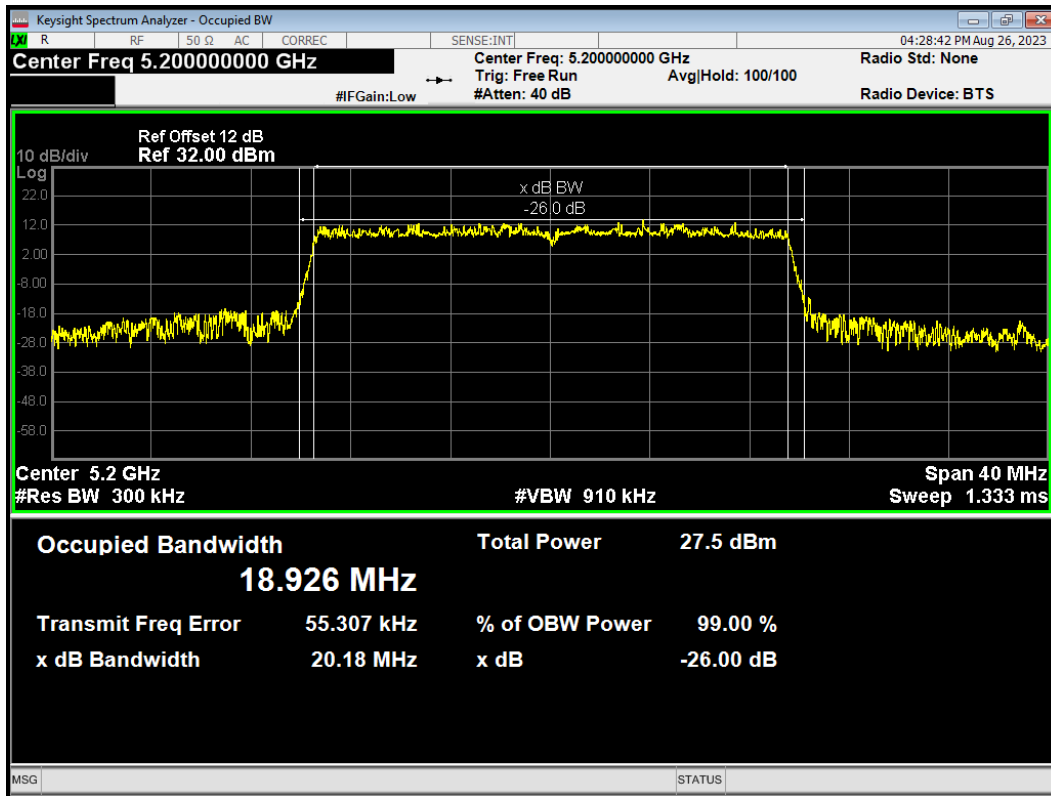 Keysight Spectrum Analyzer - Occupied BW
LXI R RF 50 Ω AC CORREC SENSE:INT 04:28:42 PM Aug 26, 2023
Center Freq 5.200000000 GHz
Center Freq: 5.200000000 GHz Radio Std: None
Trig: Free Run Avg|Hold: 100/100
#IFGain:Low #Atten: 40 dB Radio Device: BTS
Ref Offset 12 dB
10 dB/div Ref 32.00 dBm
Log
x dB BW
22.0
-26.0 dB
12.0
2.00
-8.00
-18.0
-28.0
-38.0
-48.0
-58.0
Center 5.2 GHz Span 40 MHz
#Res BW 300 kHz #VBW 910 kHz Sweep 1.333 ms
Occupied Bandwidth Total Power 27.5 dBm
18.926 MHz
Transmit Freq Error 55.307 kHz % of OBW Power 99.00 %
x dB Bandwidth 20.18 MHz x dB -26.00 dB
MSG STATUS